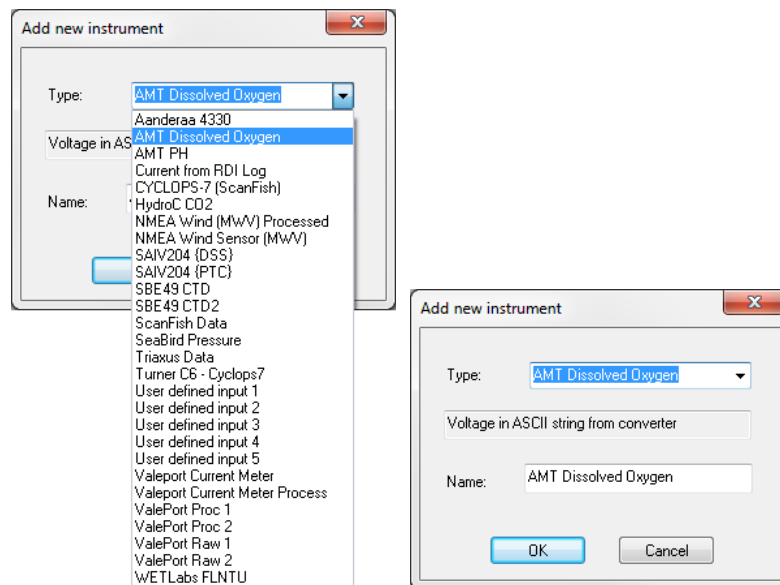 Add new instrument
x
Type: AMT Dissolved Oxygen
Aanderaa 4330
AMT Dissolved Oxygen
Voltage in AS
AMT PH
Current from RDI Log
CYCLOPS-7 (ScanFish)
Name:
HydroC CO2
NMEA Wind (MWV) Processed
NMEA Wind Sensor (MWV)
SAIV204 {DSS}
SAIV204 {PTC}
SBE49 CTD
SBE49 CTD2
ScanFish Data
SeaBird Pressure
Triaxus Data
Turner C6 - Cyclops7
User defined input 1
User defined input 2
User defined input 3
User defined input 4
User defined input 5
Valeport Current Meter
Valeport Current Meter Process
ValePort Proc 1
ValePort Proc 2
ValePort Raw 1
ValePort Raw 2
WETLabs FLNTU
Add new instrument
x
Type: AMT Dissolved Oxygen
Voltage in ASCII string from converter
Name: AMT Dissolved Oxygen
OK Cancel